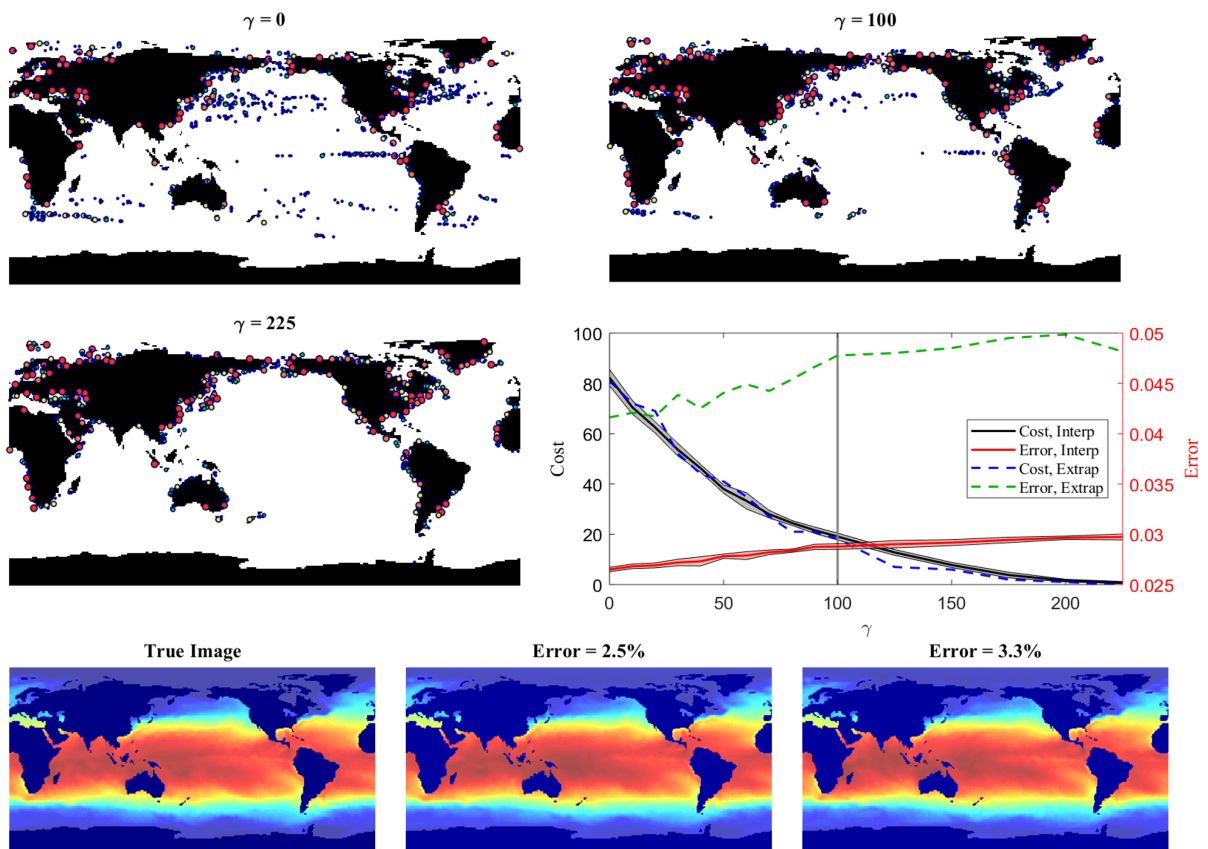 γ = 0
γ = 100
γ = 225
100
80
60
40
20
0
Cost
0.05
0.045
0.04
0.035
0.03
0.025
Error
Cost, Interp
Error, Interp
Cost, Extrap
Error, Extrap
0 50 100 150 200
γ
True Image
Error = 2.5%
Error = 3.3%